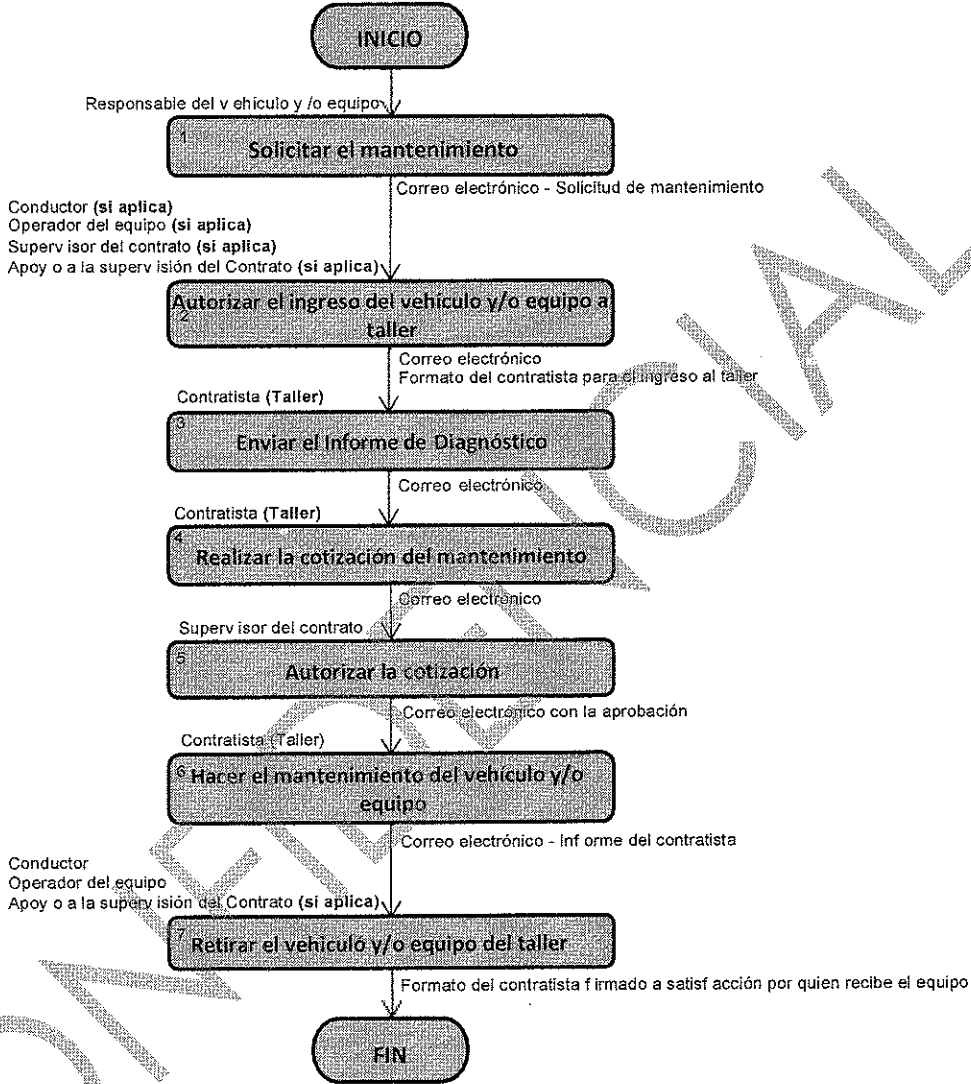 INICIO
Responsable del v ehículo y /o equipo
1
Solicitar el mantenimiento
Correo electrónico - Solicitud de mantenimiento
Conductor (si aplica)
Operador del equipo (si aplica)
Superv isor del contrato (si aplica)
Apoy o a la superv isión del Contrato (si aplica)
Autorizar el ingreso del vehículo y/o equipo a
2
taller
Correo electrónico
Formato del contratista para el ingreso al taller
Contratista (Taller)
3
Enviar el Informe de Diagnóstico
Correo electrónico
Contratista (Taller)
4
Realizar la cotización del mantenimiento
Correo electrónico
Superv isor del contrato
5
Autorizar la cotización
Correo electrónico con la aprobación
Contratista (Taller)
6 Hacer el mantenimiento del vehículo y/o
equipo
Correo electrónico - Inf orme del contratista
Conductor
Operador del equipo
Apoy o a la superv isión del Contrato (si aplica)
7
Retirar el vehículo y/o equipo del taller
Formato del contratista f irmado a satisf acción por quien recibe el equipo
FIN